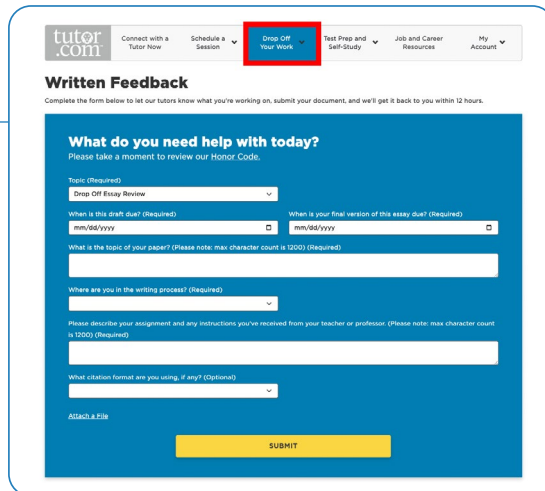 tutor
.com
Connect with a
Tutor Now
Schedule a
Session
Drop Off
Your Work
Test Prep and
Self-Study
Job and Career
Resources
My
Account
Written Feedback
Complete the form below to let our tutors know what you're working on, submit your document, and we'll get it back to you within 12 hours.
What do you need help with today?
Please take a moment to review our Honor Code.
Topic (Required)
Drop Off Essay Review
When is this draft due? (Required)
When is your final version of this essay due? (Required)
mm/dd/yyyy
mm/dd/yyyy
What is the topic of your paper? (Please note: max character count is 1200) (Required)
Where are you in the writing process? (Required)
Please describe your assignment and any instructions you've received from your teacher or professor. (Please note: max character count
is 1200) (Required)
What citation format are you using, if any? (Optional)
Attach a File
SUBMIT